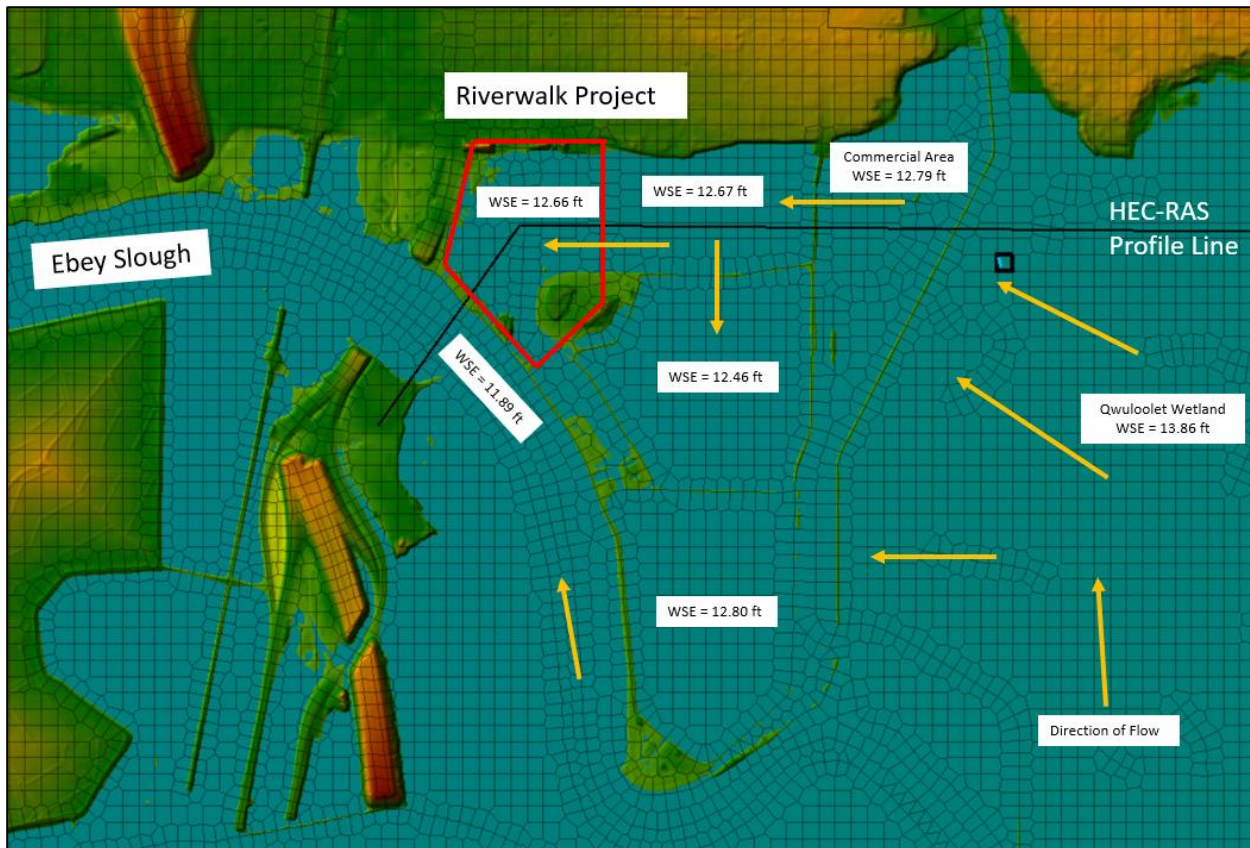 Riverwalk Project
Commercial Area
WSE = 12.79 ft
WSE = 12.67 ft
WSE = 12.66 ft
HEC-RAS
Profile Line
Ebey Slough
WSE = 11.89 ft
WSE = 12.46 ft
Qwuloolet Wetland
WSE = 13.86 ft
WSE = 12.80 ft
Direction of Flow